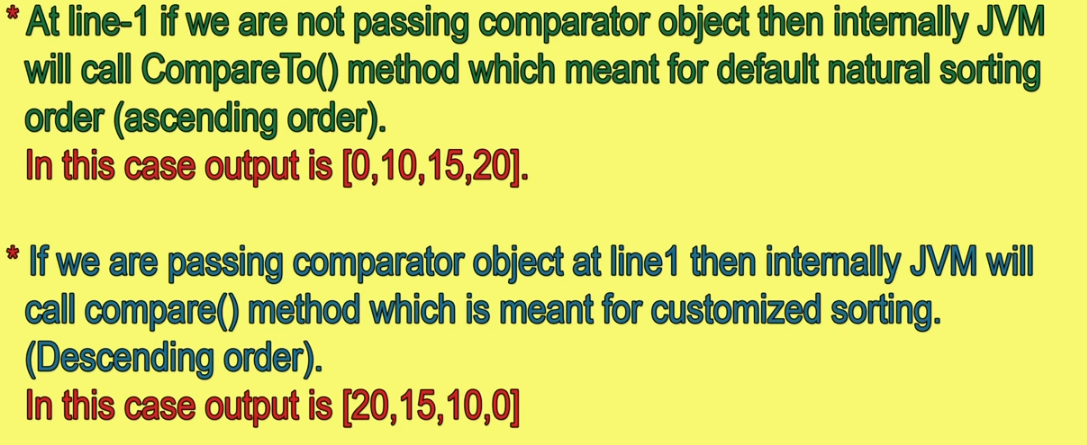 * At line-1 if we are not passing comparator object then internally JVM
will call CompareTo() method which meant for default natural sorting
order (ascending order).
In this case output is [0,10,15,20].
* If we are passing comparator object at line1 then internally JVM will
call compare() method which is meant for customized sorting.
(Descending order).
In this case output is [20,15,10,0]